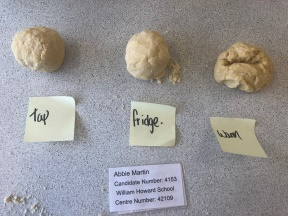 top
fridge.
warm
Abbie Martin
Candidate Number: 4153
William Howard School
Centre Number: 42109